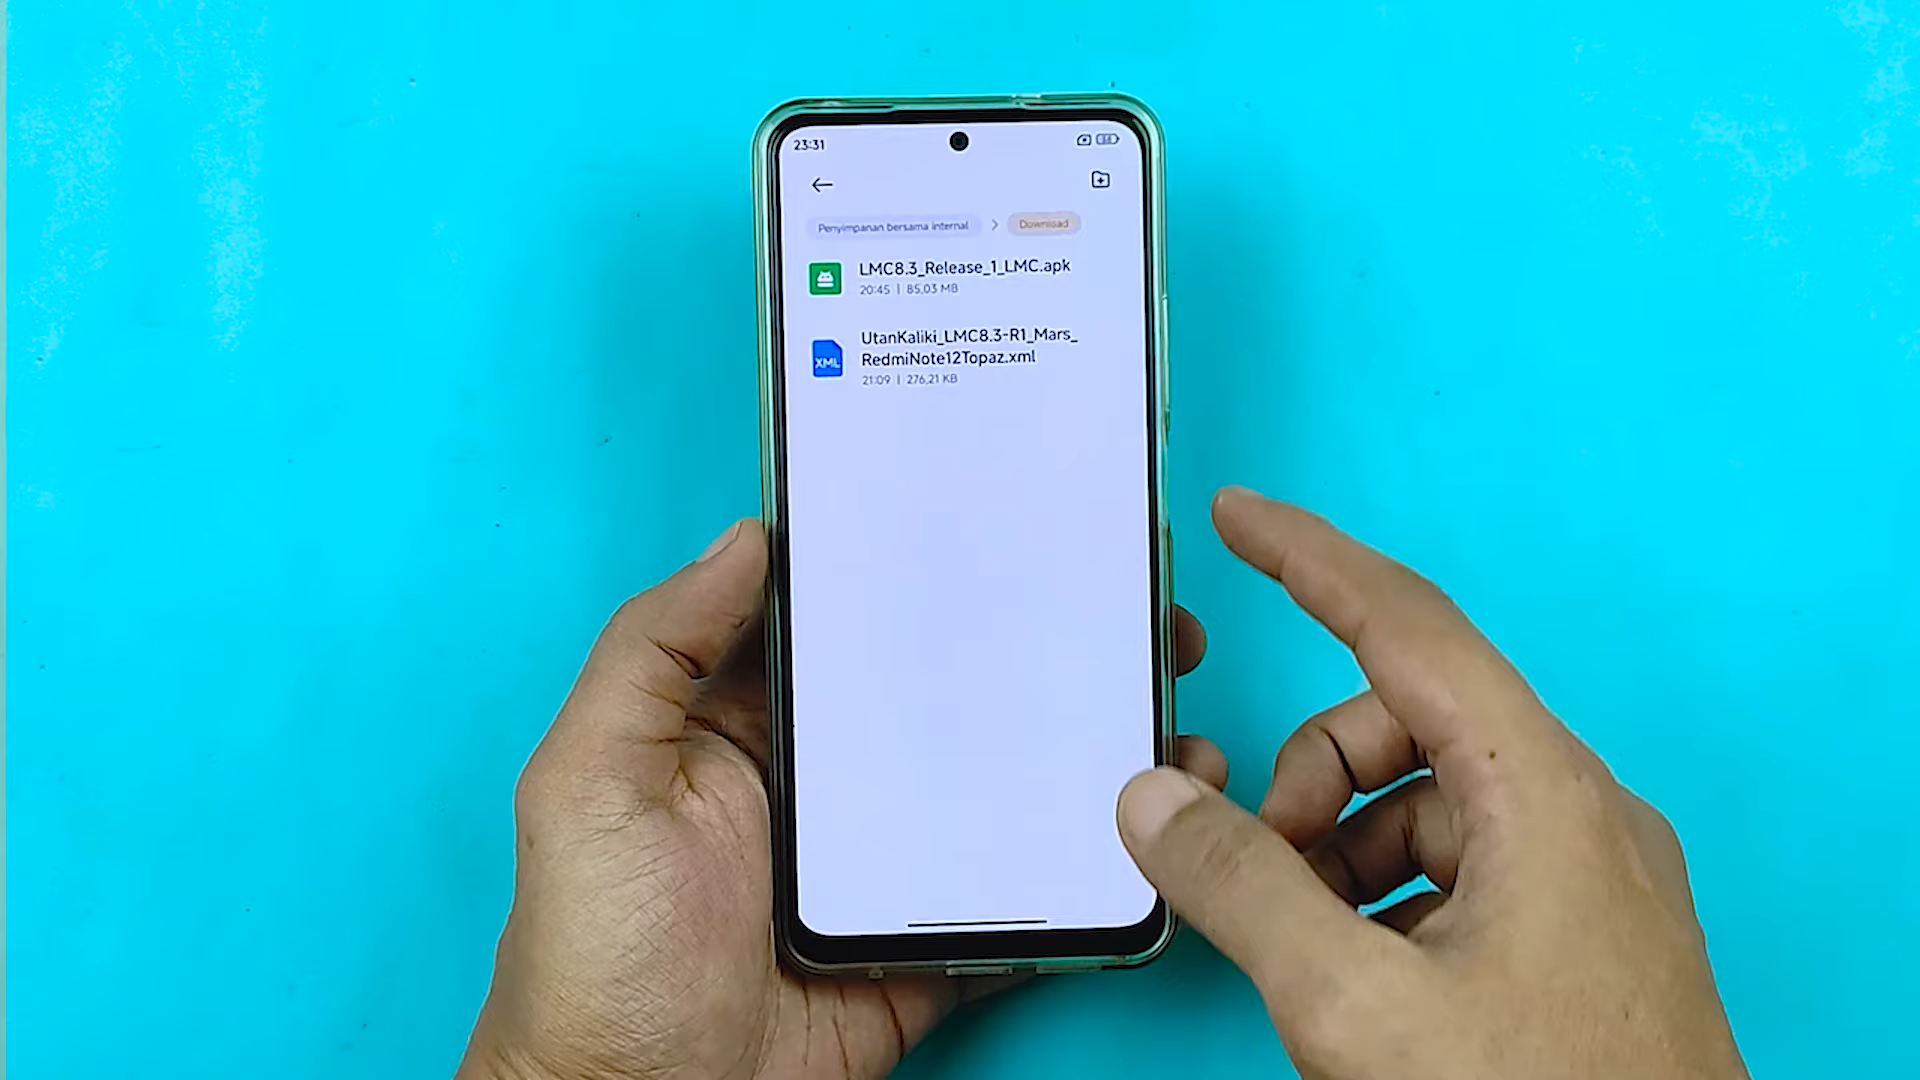 23:31
Penyimpanan bersama internal > Download
LMC8.3_Release_1_LMC.apk
20:45 | 85,03 MB
UtanKaliki_LMC8.3-R1_Mars_
RedmiNote12Topaz.xml
XML
21:09 | 276,21 KB